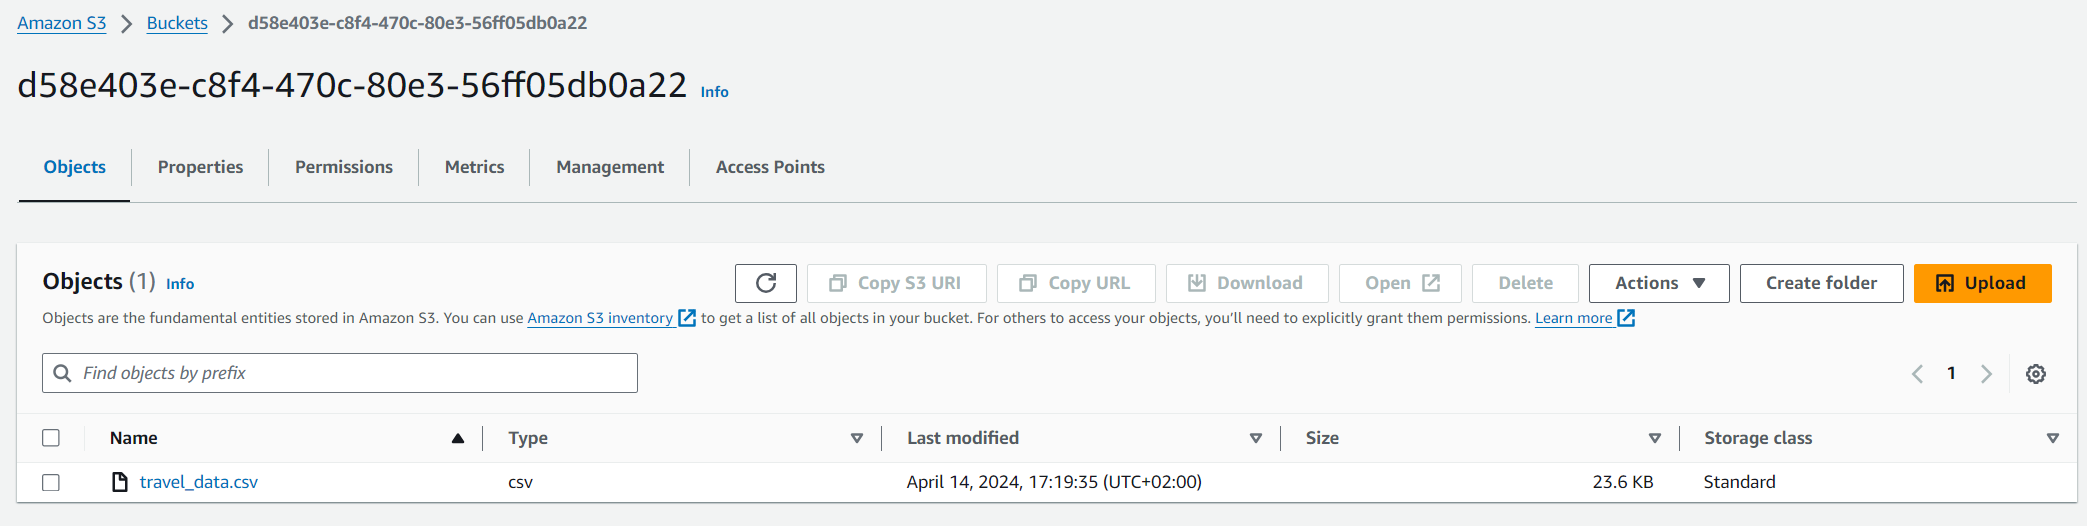 Amazon S3 > Buckets > d58e403e-c8f4-470c-80e3-56ff05db0a22
d58e403e-c8f4-470c-80e3-56ff05db0a22 Info
Objects Properties Permissions Metrics Management Access Points
Objects (1) Info Copy S3 URI Copy URL Download Open Delete Actions Create folder Upload
Objects are the fundamental entities stored in Amazon S3. You can use Amazon S3 inventory to get a list of all objects in your bucket. For others to access your objects, you'll need to explicitly grant them permissions. Learn more
Find objects by prefix 1
Name Type Last modified Size Storage class
travel_data.csv csv April 14, 2024, 17:19:35 (UTC+02:00) 23.6 KB Standard